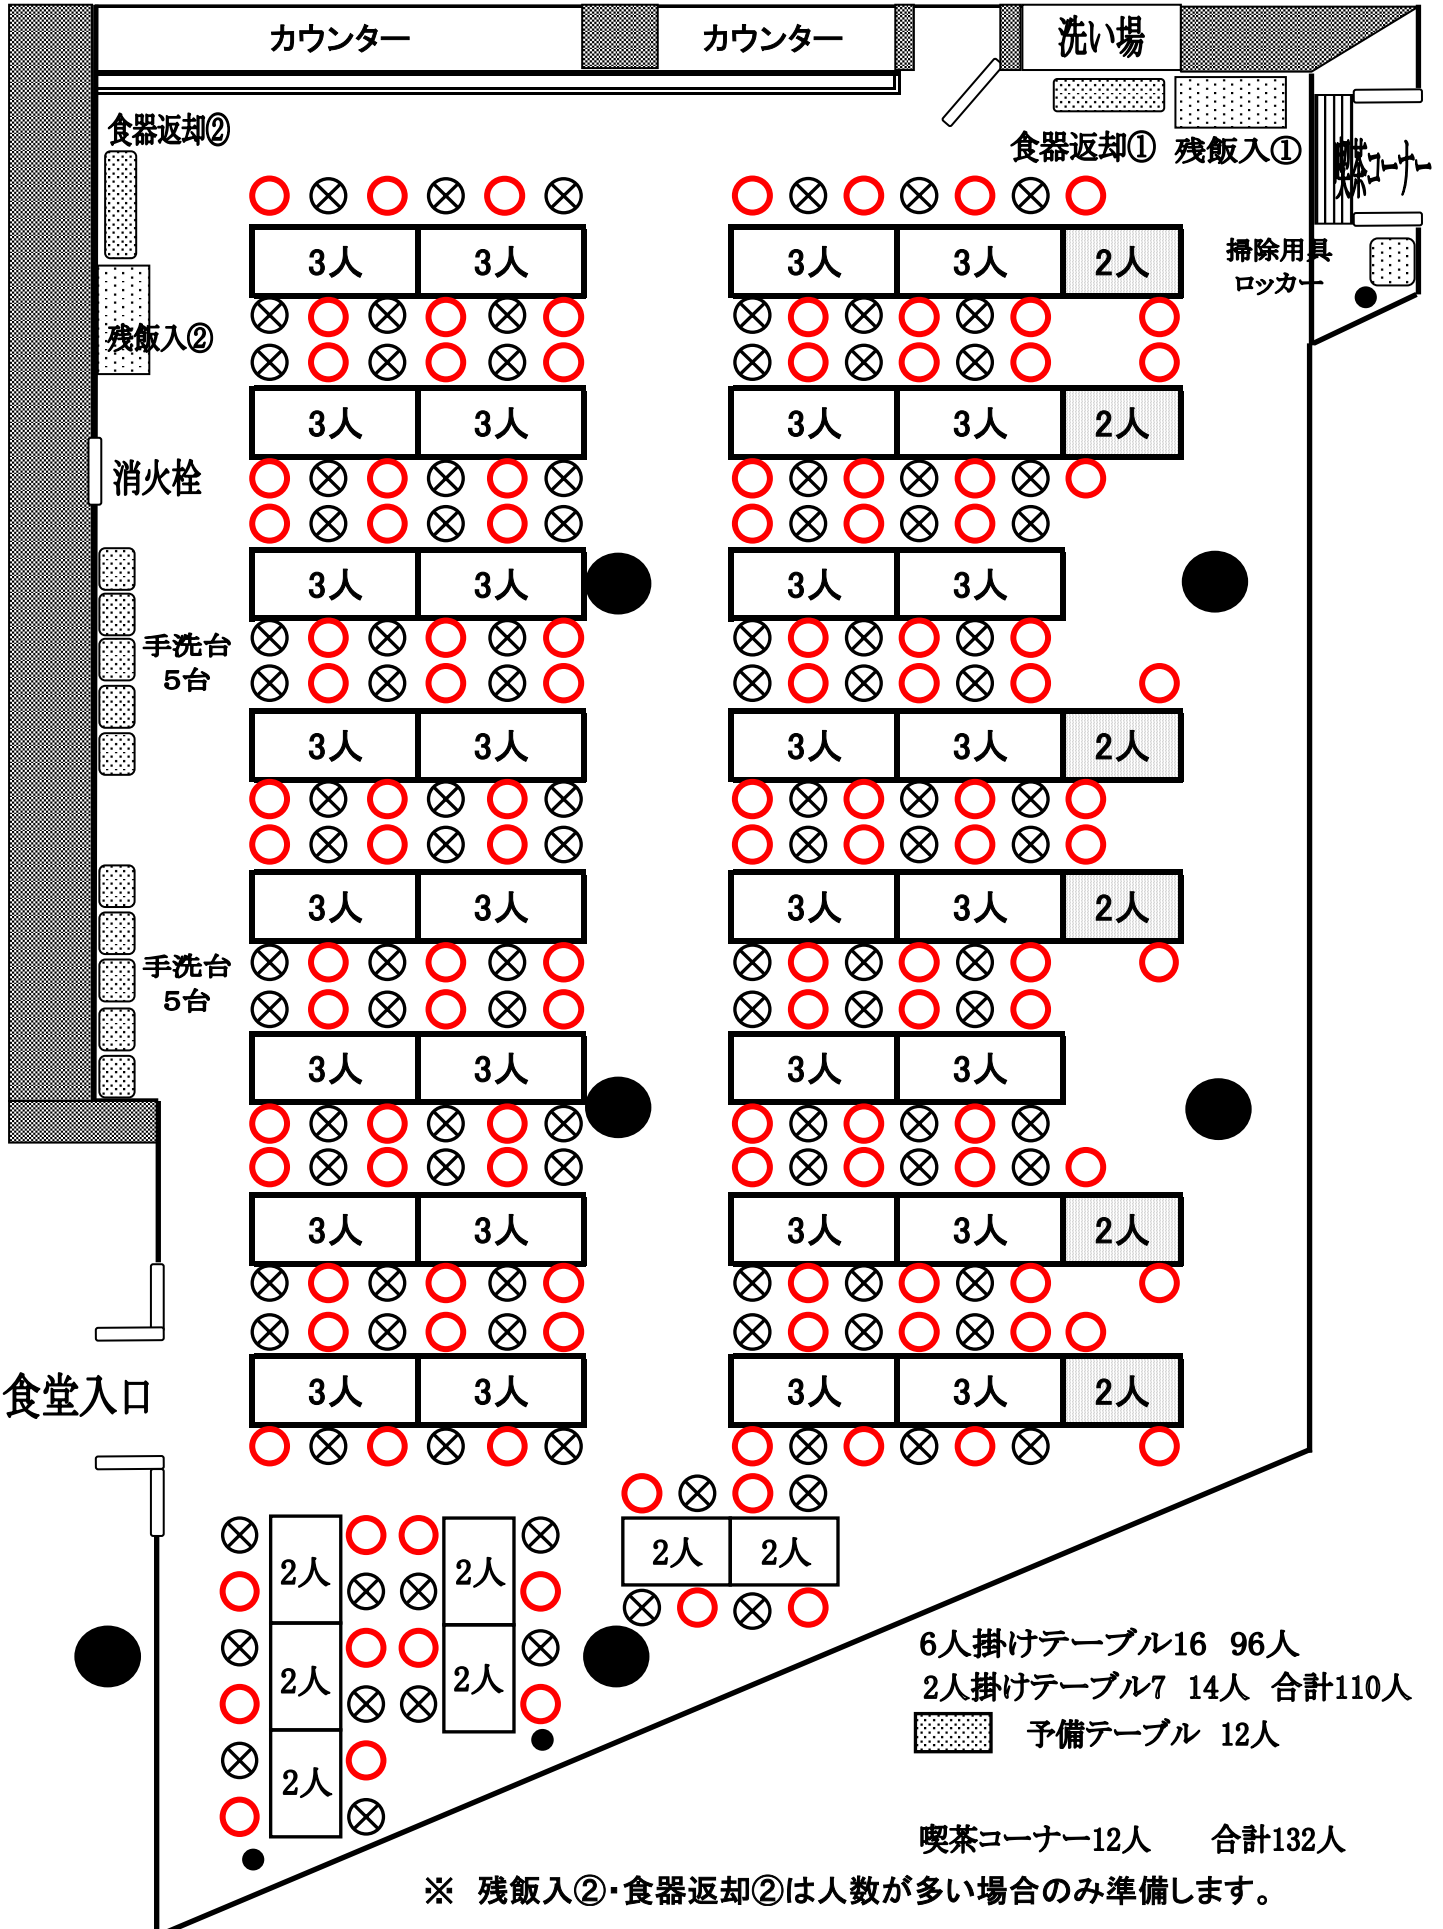 カウンター
カウンター
洗い場
食器返却②
食器返却①
残飯入①
喫茶コーナー
掃除用具
ロッカー
3人 3人 3人 3人 2人
残飯入②
3人 3人 3人 3人 2人
消火栓
3人 3人 3人 3人
手洗台
5台
3人 3人 3人 3人 2人
3人 3人 3人 3人 2人
手洗台
5台
3人 3人 3人 3人
3人 3人 3人 3人 2人
食堂入口
3人 3人 3人 3人 2人
2人 2人
2人 2人
2人 2人
2人
6人掛けテーブル16 96人
2人掛けテーブル7 14人 合計110人
予備テーブル 12人
喫茶コーナー12人 合計132人
※ 残飯入②・食器返却②は人数が多い場合のみ準備します。